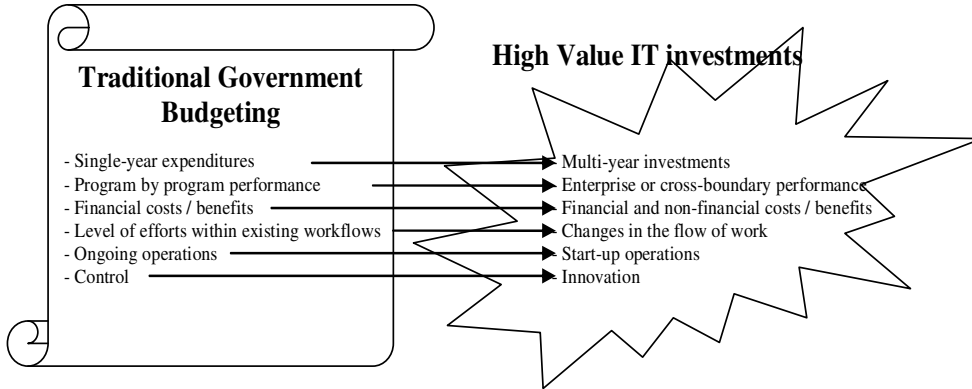 Traditional Government
Budgeting
- Single-year expenditures
- Program by program performance
- Financial costs / benefits
- Level of efforts within existing workflows
- Ongoing operations
- Control
High Value IT investments
- Multi-year investments
- Enterprise or cross-boundary performance
- Financial and non-financial costs / benefits
- Changes in the flow of work
- Start-up operations
- Innovation